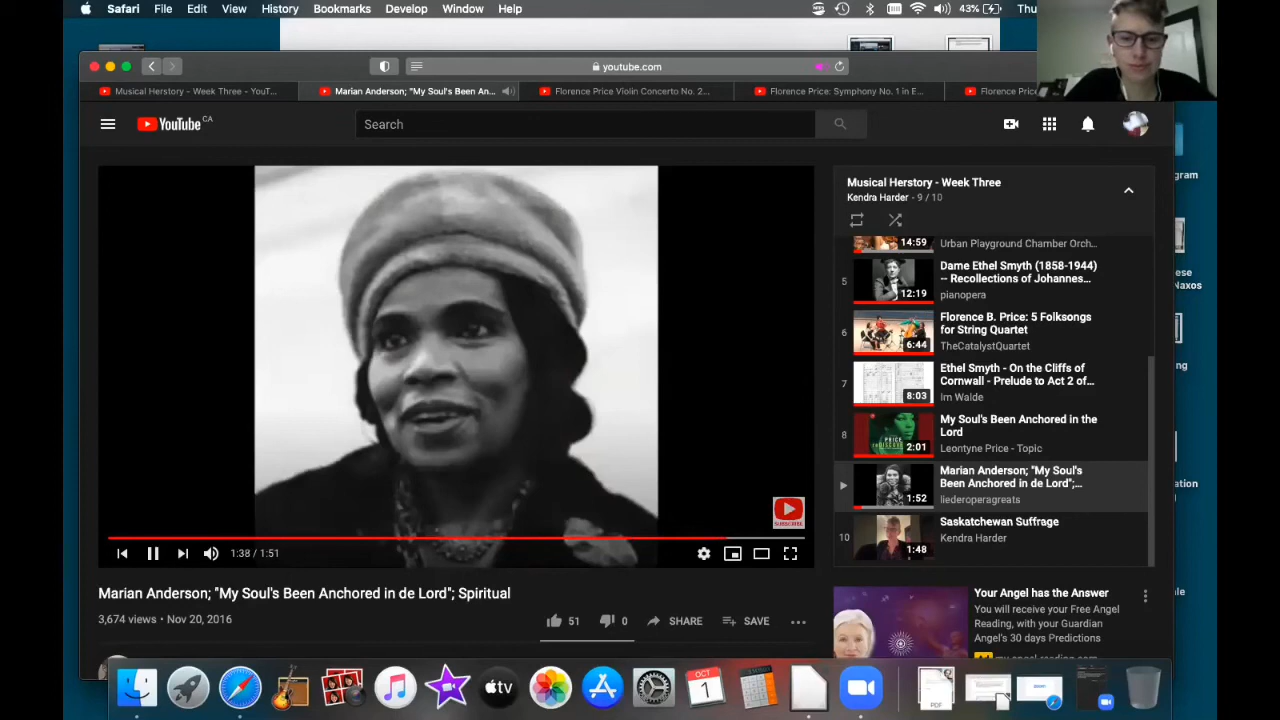 Safari File Edit View History Bookmarks Develop Window Help 43% Thu
youtube.com
Musical Herstory - Week Three - YouT...
Marian Anderson; "My Soul's Been An...
Florence Price Violin Concerto No. 2...
Florence Price: Symphony No. 1 in E...
Florence Price
YouTube CA
Search
Musical Herstory - Week Three
Kendra Harder - 9 / 10
14:59
Urban Playground Chamber Orch...
5
12:19
Dame Ethel Smyth (1858-1944)
-- Recollections of Johannes...
pianopera
6
6:44
Florence B. Price: 5 Folksongs
for String Quartet
TheCatalystQuartet
7
8:03
Ethel Smyth - On the Cliffs of
Cornwall - Prelude to Act 2 of...
Im Walde
8
2:01
My Soul's Been Anchored in the
Lord
Leontyne Price - Topic
1:52
Marian Anderson; "My Soul's
Been Anchored in de Lord";...
liederoperagreats
10
1:48
Saskatchewan Suffrage
Kendra Harder
SUBSCRIBE
1:38 / 1:51
Marian Anderson; "My Soul's Been Anchored in de Lord"; Spiritual
3,674 views • Nov 20, 2016
51 0 SHARE SAVE
Your Angel has the Answer
You will receive your Free Angel
Reading, with your Guardian
Angel's 30 days Predictions
tv
OCT
1
PDF